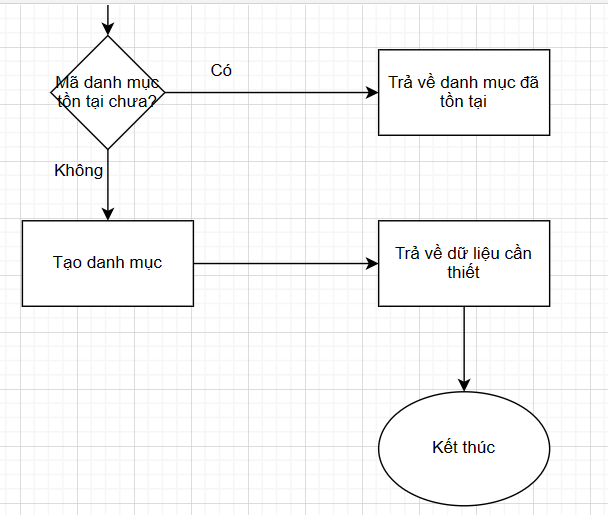 Có
Mã danh mục
tồn tại chưa?
Trả về danh mục đã
tồn tại
Không
Tạo danh mục
Trả về dữ liệu cần
thiết
Kết thúc